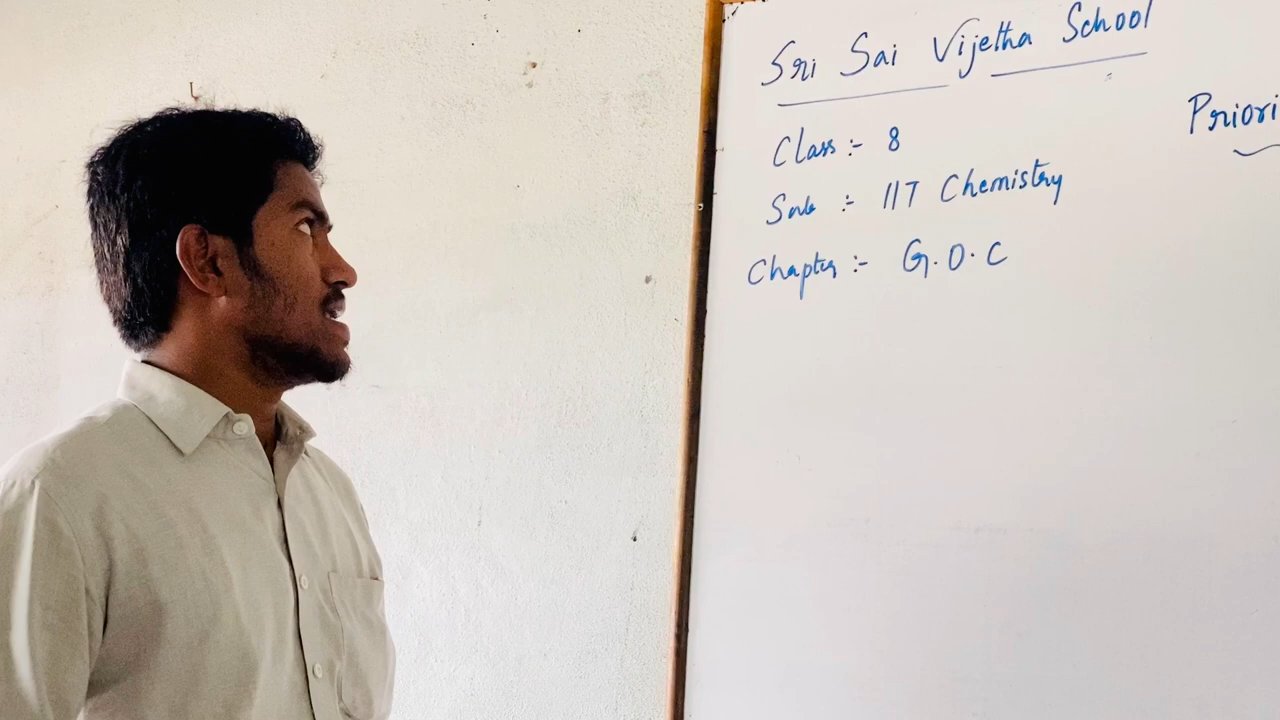 Sri Sai Vijetha School
Class :- 8
Sub :- IIT Chemistry
Chapter :- G.O.C
Priori